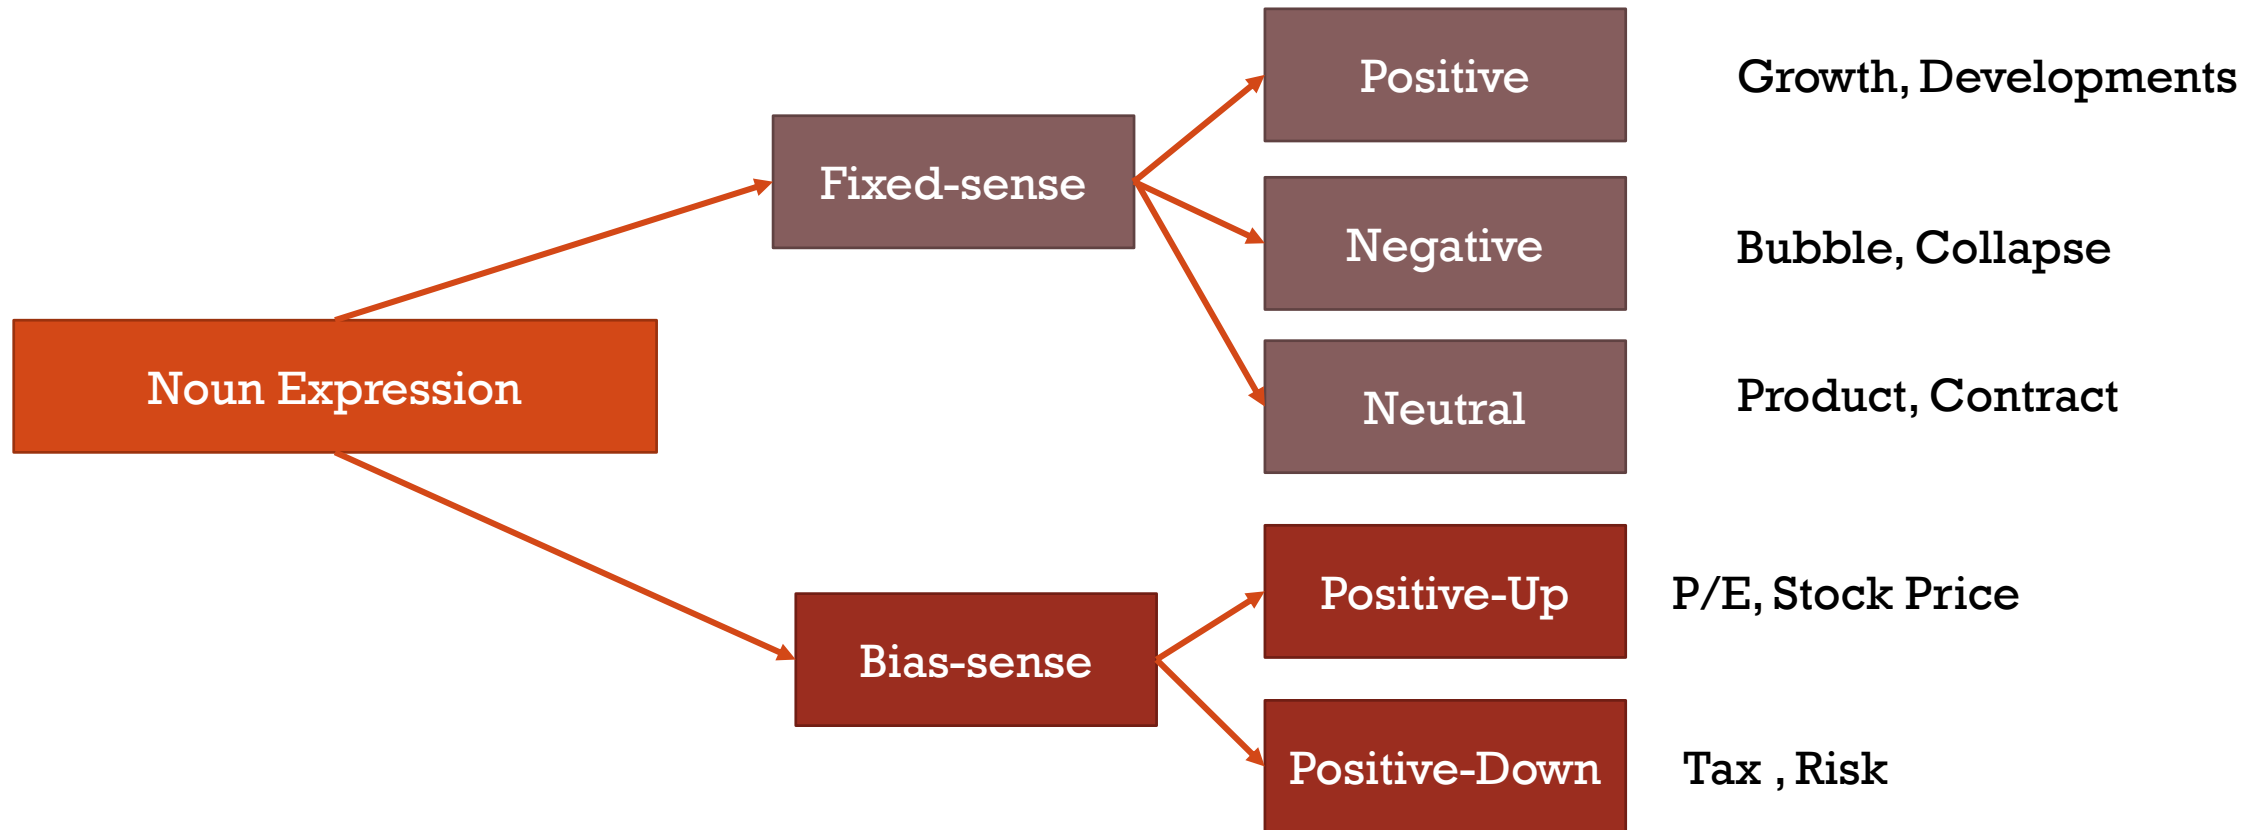 Positive
Growth, Developments
Fixed-sense
Negative
Bubble, Collapse
Noun Expression
Neutral
Product, Contract
Positive-Up
P/E, Stock Price
Bias-sense
Positive-Down
Tax , Risk